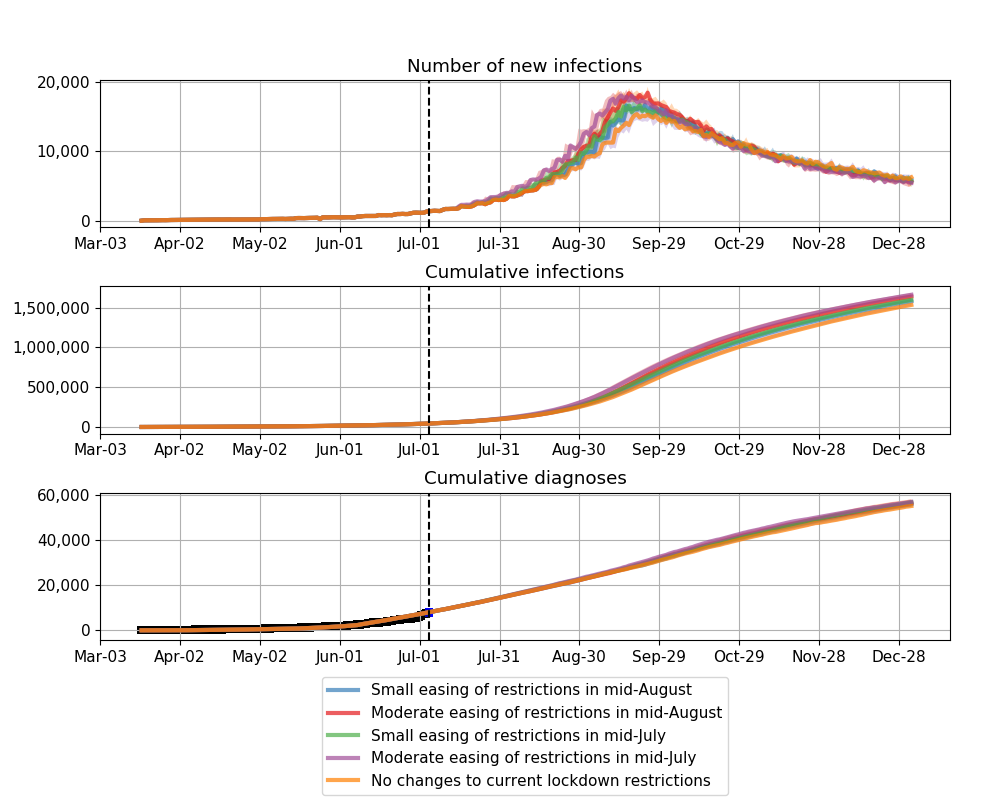 Number of new infections
20,000
10,000
0
Mar-03 Apr-02 May-02 Jun-01 Jul-01 Jul-31 Aug-30 Sep-29 Oct-29 Nov-28 Dec-28
Cumulative infections
1,500,000
1,000,000
500,000
0
Mar-03 Apr-02 May-02 Jun-01 Jul-01 Jul-31 Aug-30 Sep-29 Oct-29 Nov-28 Dec-28
Cumulative diagnoses
60,000
40,000
20,000
0
Mar-03 Apr-02 May-02 Jun-01 Jul-01 Jul-31 Aug-30 Sep-29 Oct-29 Nov-28 Dec-28
Small easing of restrictions in mid-August
Moderate easing of restrictions in mid-August
Small easing of restrictions in mid-July
Moderate easing of restrictions in mid-July
No changes to current lockdown restrictions